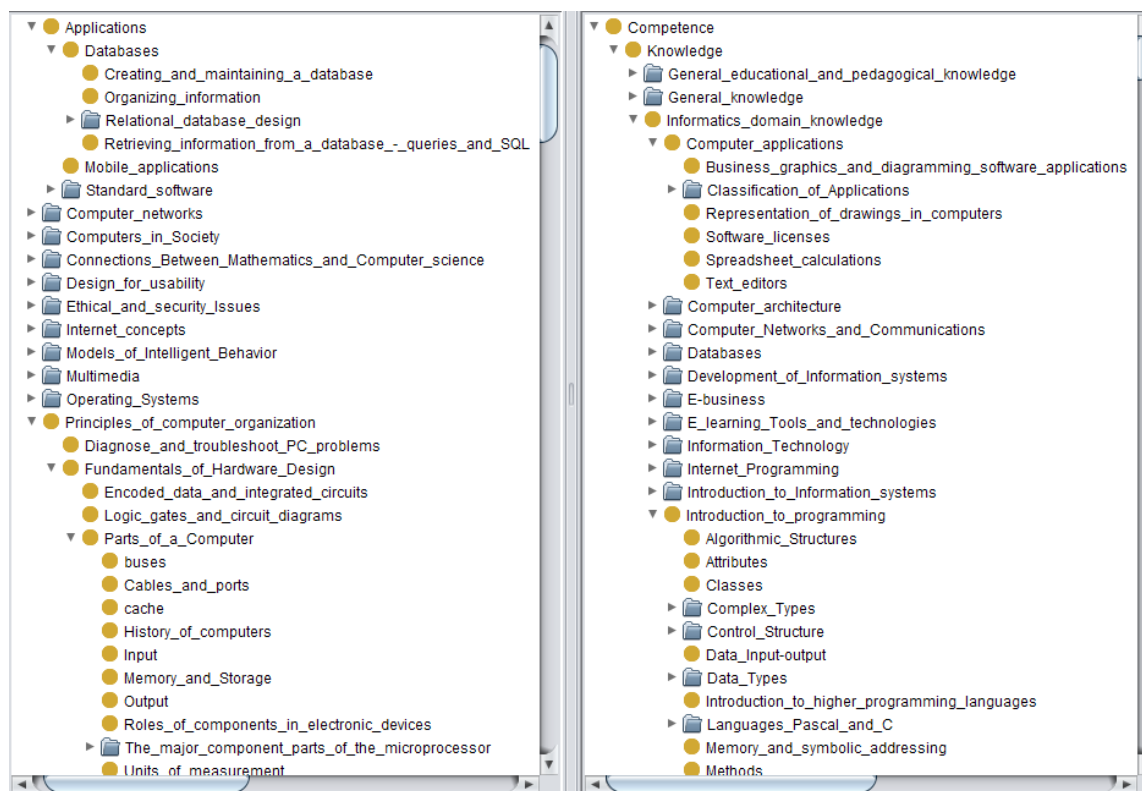 Applications
Databases
Creating_and_maintaining_a_database
Organizing_information
Relational_database_design
Retrieving_information_from_a_database_-_queries_and_SQL
Mobile_applications
Standard_software
Computer_networks
Computers_in_Society
Connections_Between_Mathematics_and_Computer_science
Design_for_usability
Ethical_and_security_Issues
Internet_concepts
Models_of_Intelligent_Behavior
Multimedia
Operating_Systems
Principles_of_computer_organization
Diagnose_and_troubleshoot_PC_problems
Fundamentals_of_Hardware_Design
Encoded_data_and_integrated_circuits
Logic_gates_and_circuit_diagrams
Parts_of_a_Computer
buses
Cables_and_ports
cache
History_of_computers
Input
Memory_and_Storage
Output
Roles_of_components_in_electronic_devices
The_major_component_parts_of_the_microprocessor
Units_of_measurement
Competence
Knowledge
General_educational_and_pedagogical_knowledge
General_knowledge
Informatics_domain_knowledge
Computer_applications
Business_graphics_and_diagramming_software_applications
Classification_of_Applications
Representation_of_drawings_in_computers
Software_licenses
Spreadsheet_calculations
Text_editors
Computer_architecture
Computer_Networks_and_Communications
Databases
Development_of_Information_systems
E-business
E_learning_Tools_and_technologies
Information_Technology
Internet_Programming
Introduction_to_Information_systems
Introduction_to_programming
Algorithmic_Structures
Attributes
Classes
Complex_Types
Control_Structure
Data_Input-output
Data_Types
Introduction_to_higher_programming_languages
Languages_Pascal_and_C
Memory_and_symbolic_addressing
Methods